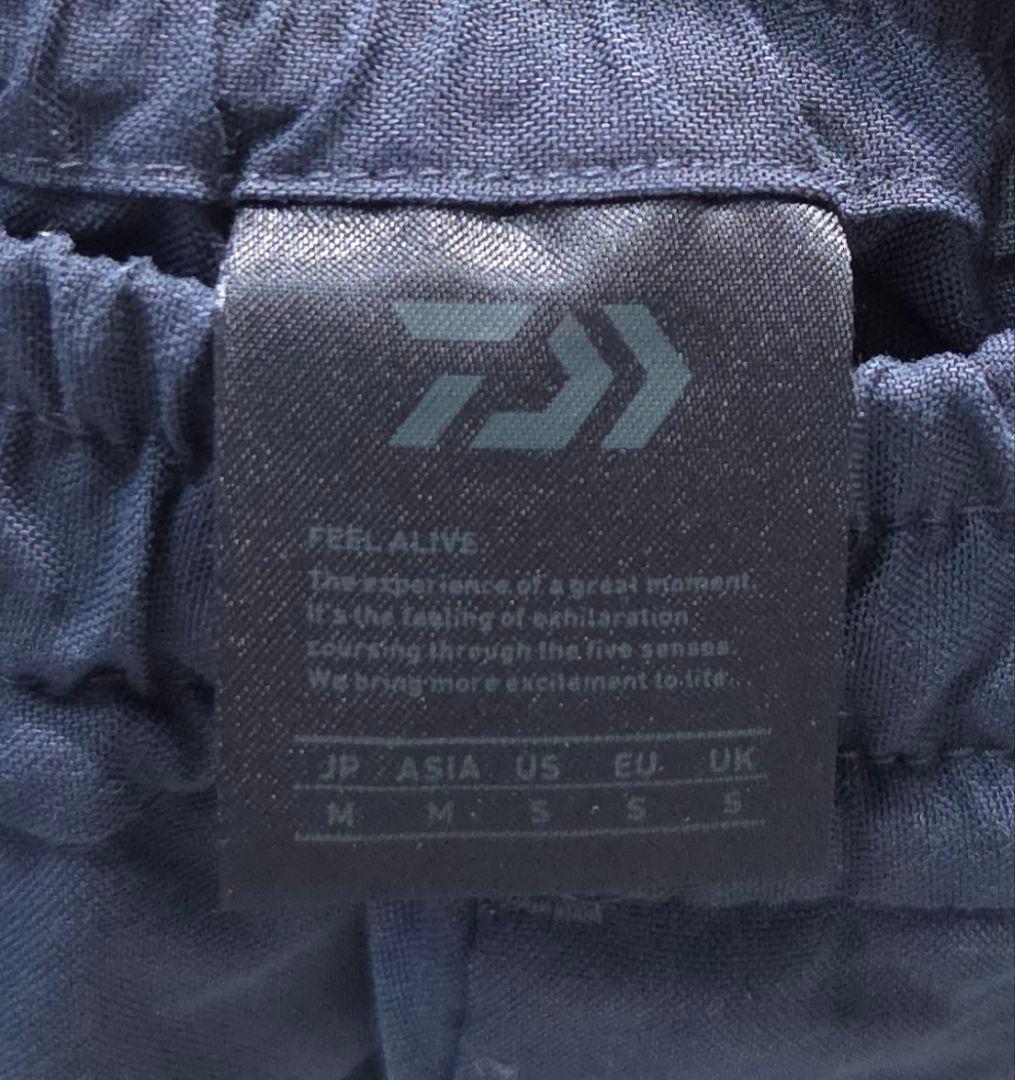 FEEL ALIVE
The experience of a great moment.
It's the feeling of exhilaration
coursing through the five senses.
We bring more excitement to life.
JP ASIA US EU UK
M M S S S